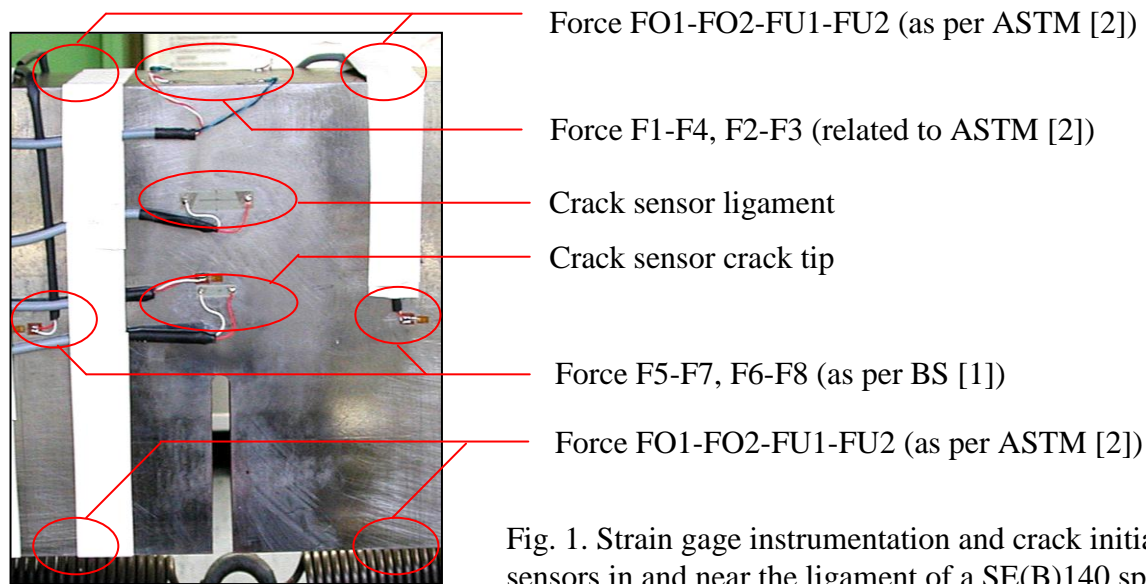 Force FO1-FO2-FU1-FU2 (as per ASTM [2])
Force F1-F4, F2-F3 (related to ASTM [2])
Crack sensor ligament
Crack sensor crack tip
Force F5-F7, F6-F8 (as per BS [1])
Force FO1-FO2-FU1-FU2 (as per ASTM [2])
Fig. 1. Strain gage instrumentation and crack initia
sensors in and near the ligament of a SE(B)140 sp